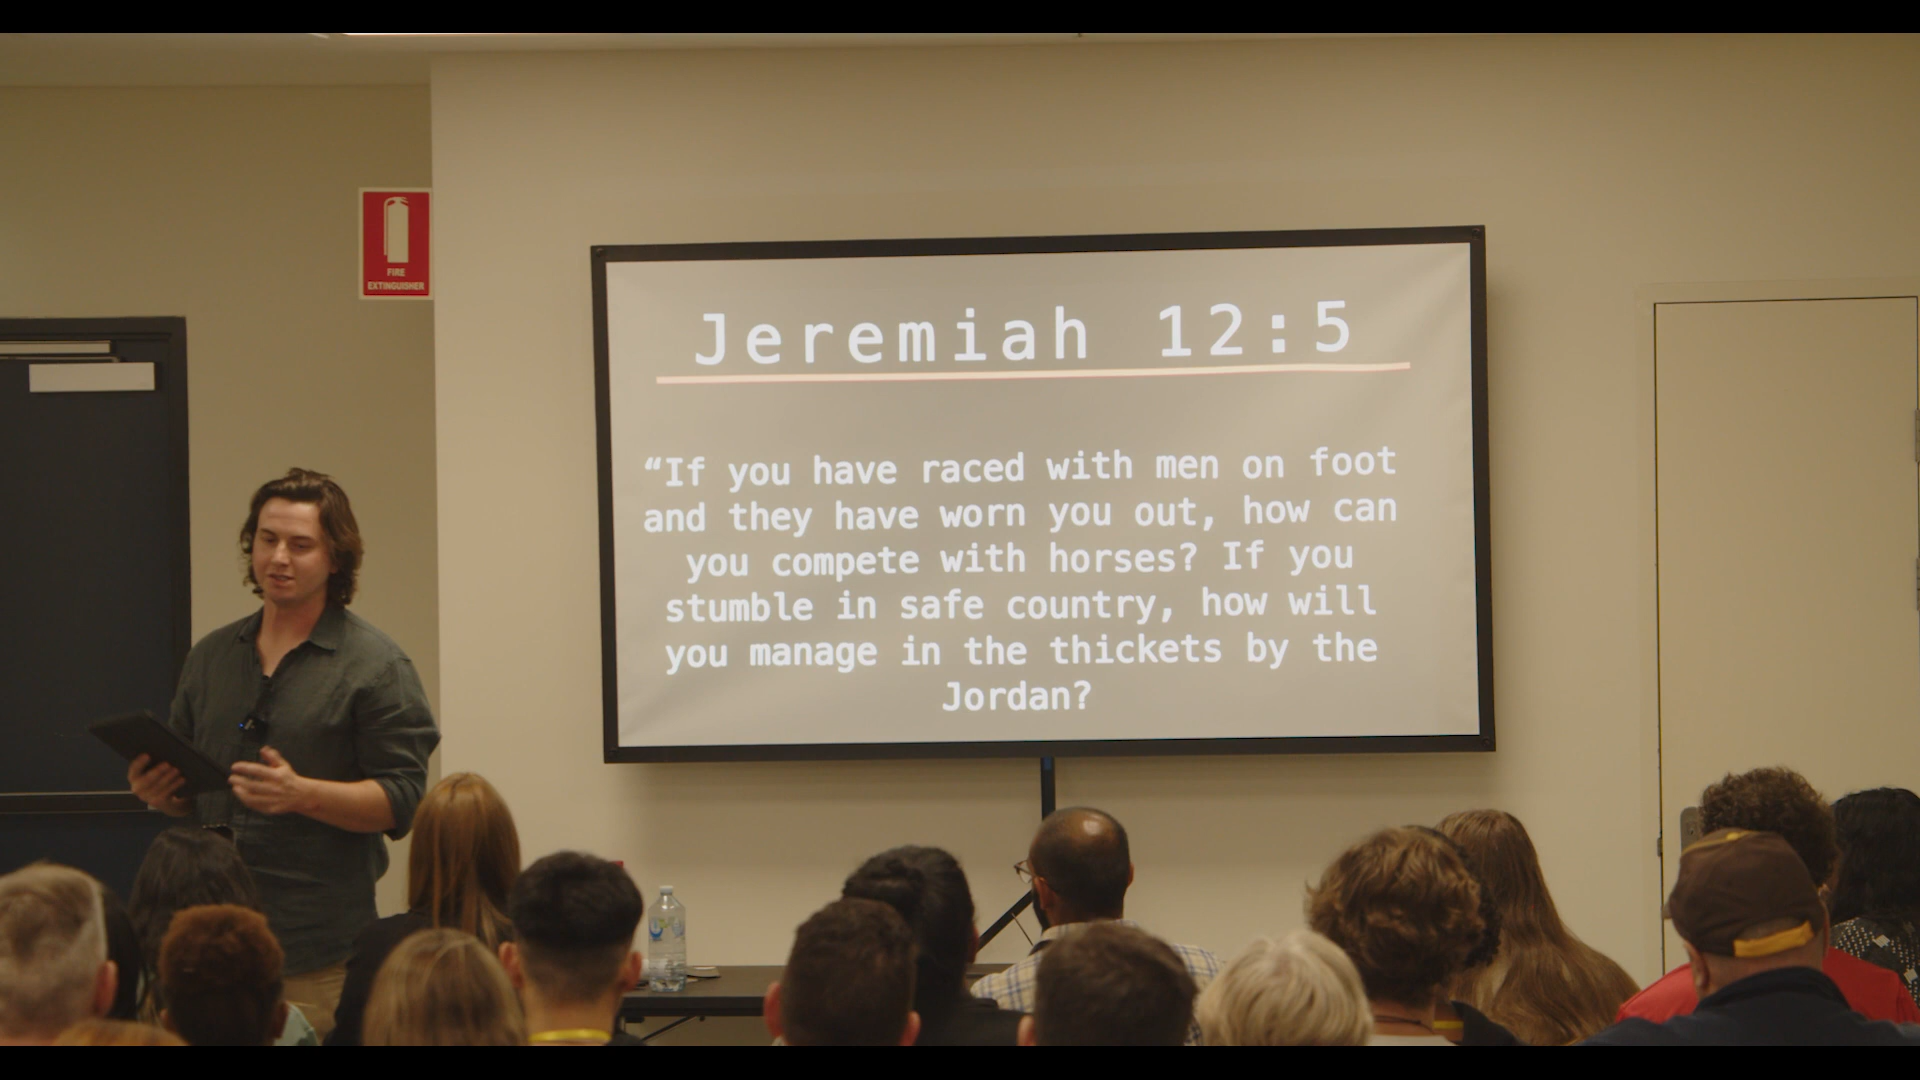 FIRE
EXTINGUISHER
Jeremiah 12:5
“If you have raced with men on foot
and they have worn you out, how can
you compete with horses? If you
stumble in safe country, how will
you manage in the thickets by the
Jordan?